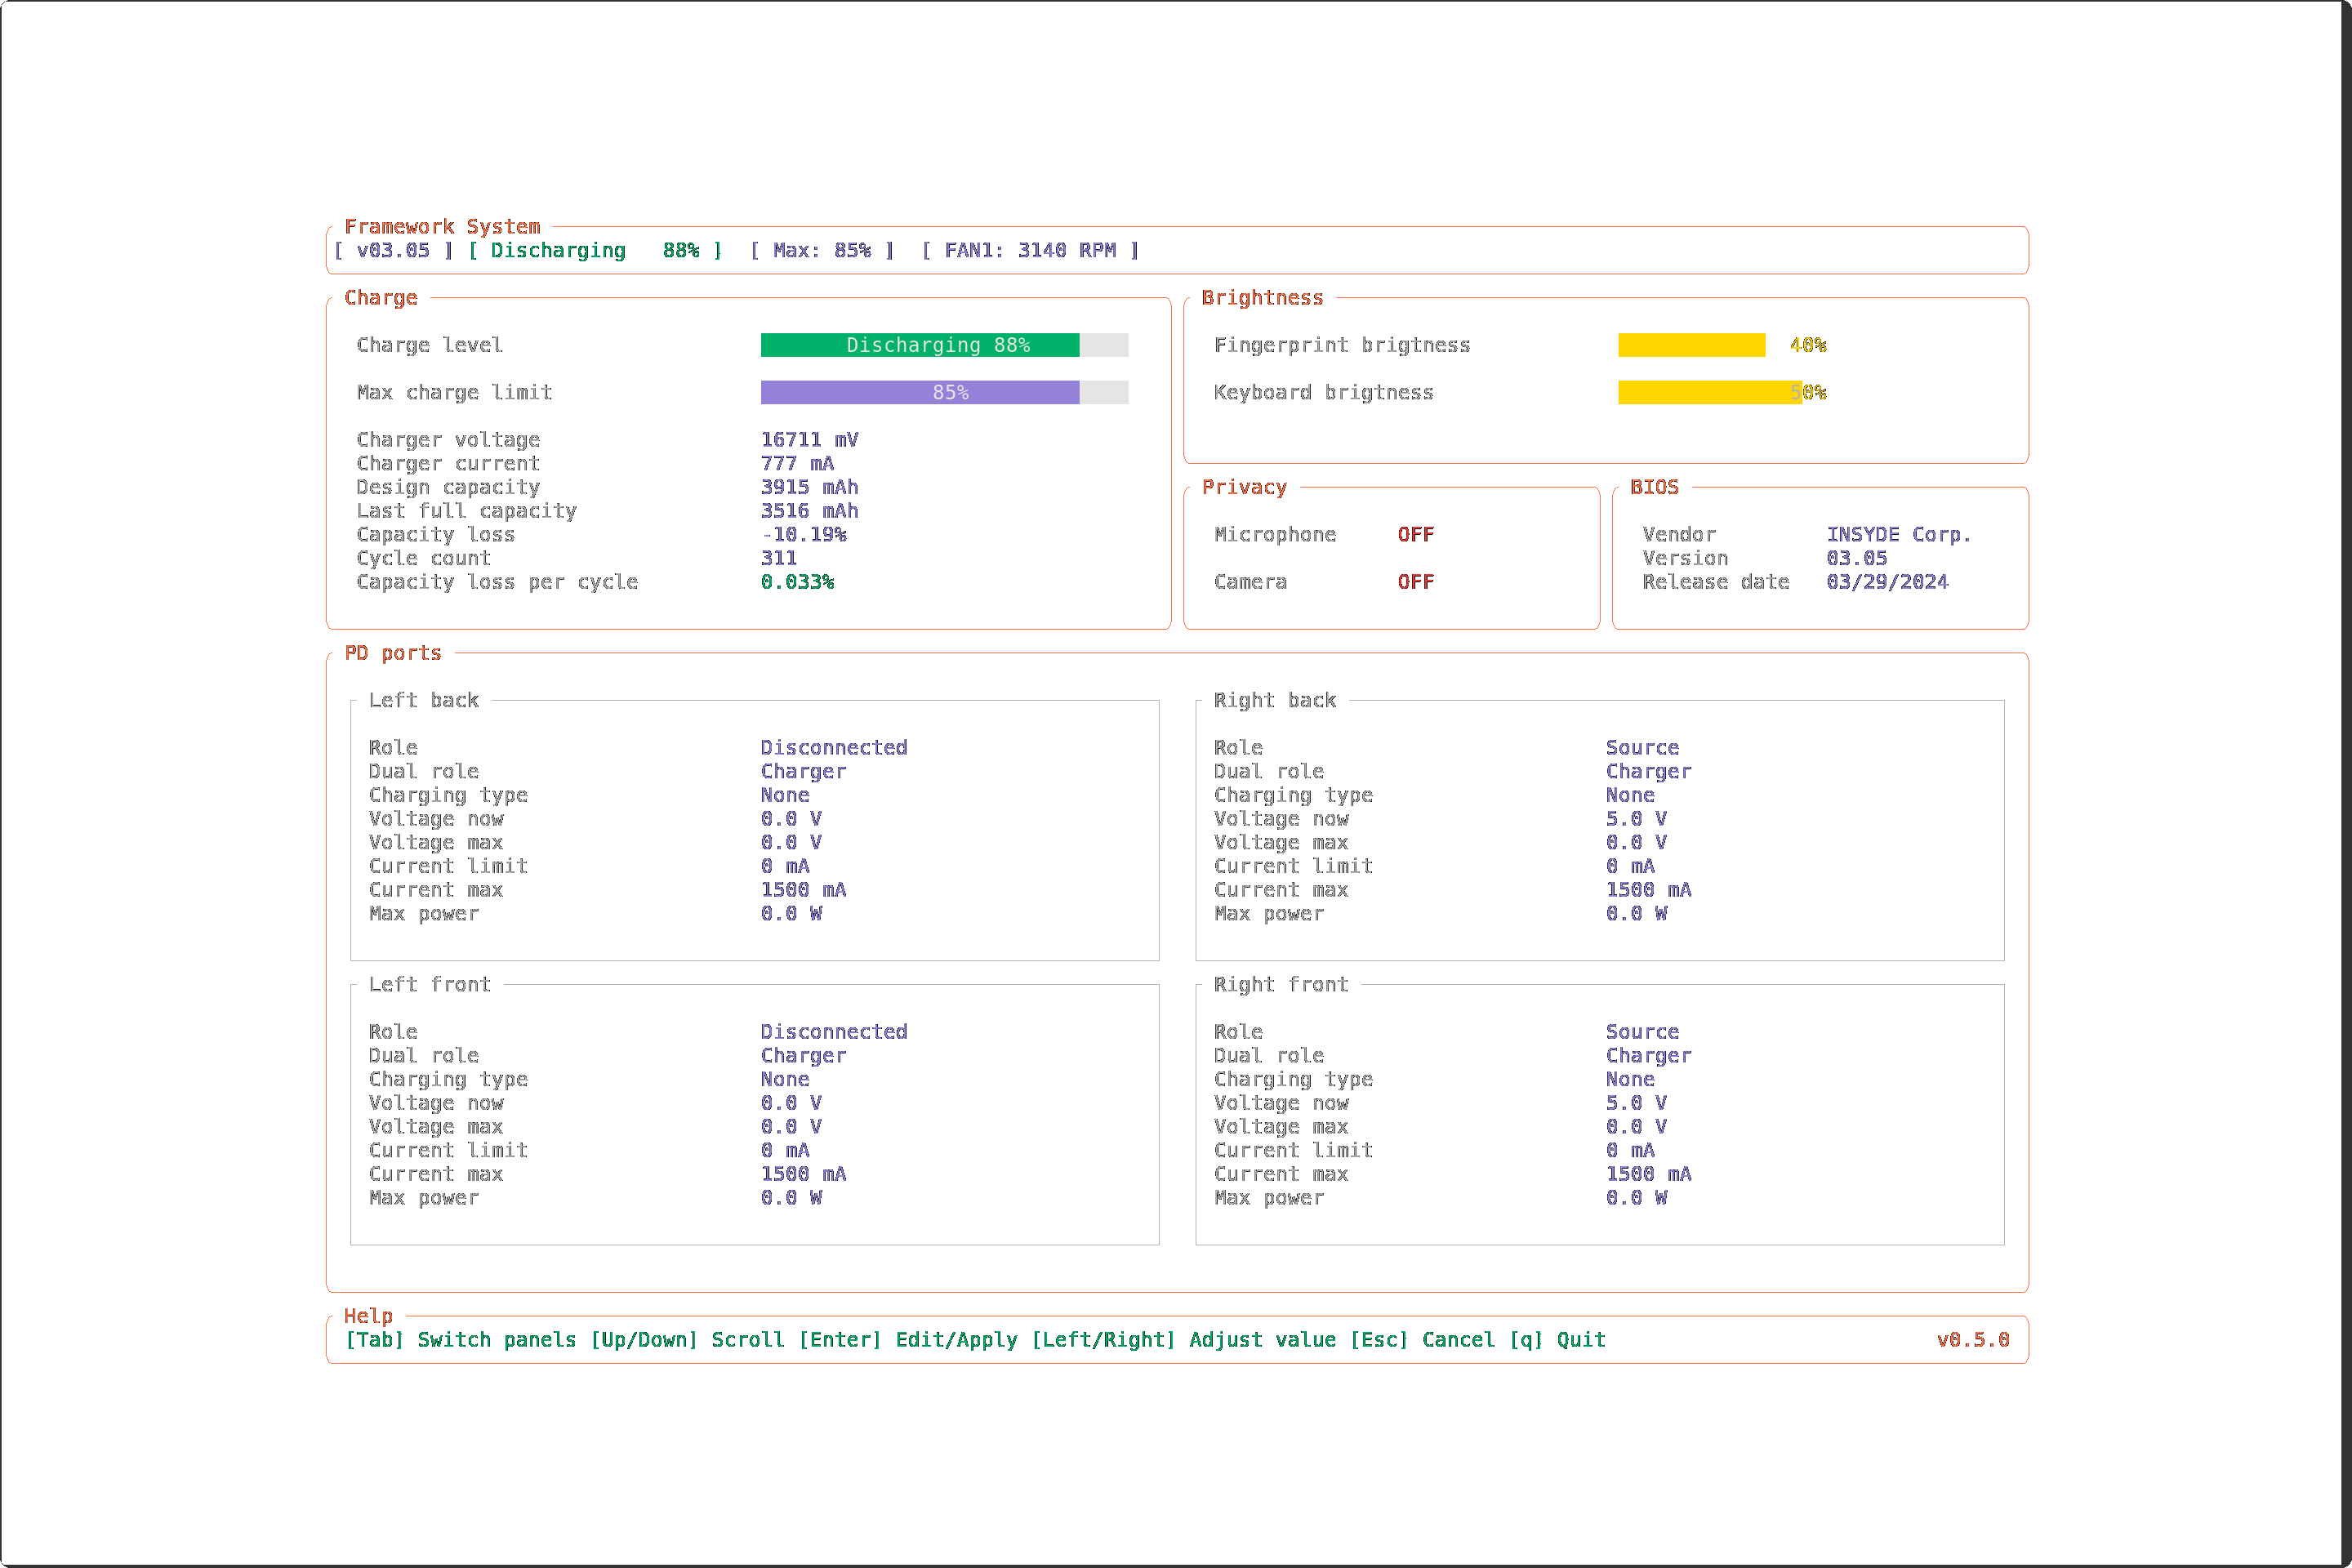 Framework System
[ v03.05 ] [ Discharging 88% ] [ Max: 85% ] [ FAN1: 3140 RPM ]
Charge
Charge level Discharging 88%
Max charge limit 85%
Charger voltage 16711 mV
Charger current 777 mA
Design capacity 3915 mAh
Last full capacity 3516 mAh
Capacity loss -10.19%
Cycle count 311
Capacity loss per cycle 0.033%
Brightness
Fingerprint brigtness 40%
Keyboard brigtness 50%
Privacy
Microphone OFF
Camera OFF
BIOS
Vendor INSYDE Corp.
Version 03.05
Release date 03/29/2024
PD ports
Left back
Role Disconnected
Dual role Charger
Charging type None
Voltage now 0.0 V
Voltage max 0.0 V
Current limit 0 mA
Current max 1500 mA
Max power 0.0 W
Right back
Role Source
Dual role Charger
Charging type None
Voltage now 5.0 V
Voltage max 0.0 V
Current limit 0 mA
Current max 1500 mA
Max power 0.0 W
Left front
Role Disconnected
Dual role Charger
Charging type None
Voltage now 0.0 V
Voltage max 0.0 V
Current limit 0 mA
Current max 1500 mA
Max power 0.0 W
Right front
Role Source
Dual role Charger
Charging type None
Voltage now 5.0 V
Voltage max 0.0 V
Current limit 0 mA
Current max 1500 mA
Max power 0.0 W
Help
[Tab] Switch panels [Up/Down] Scroll [Enter] Edit/Apply [Left/Right] Adjust value [Esc] Cancel [q] Quit v0.5.0